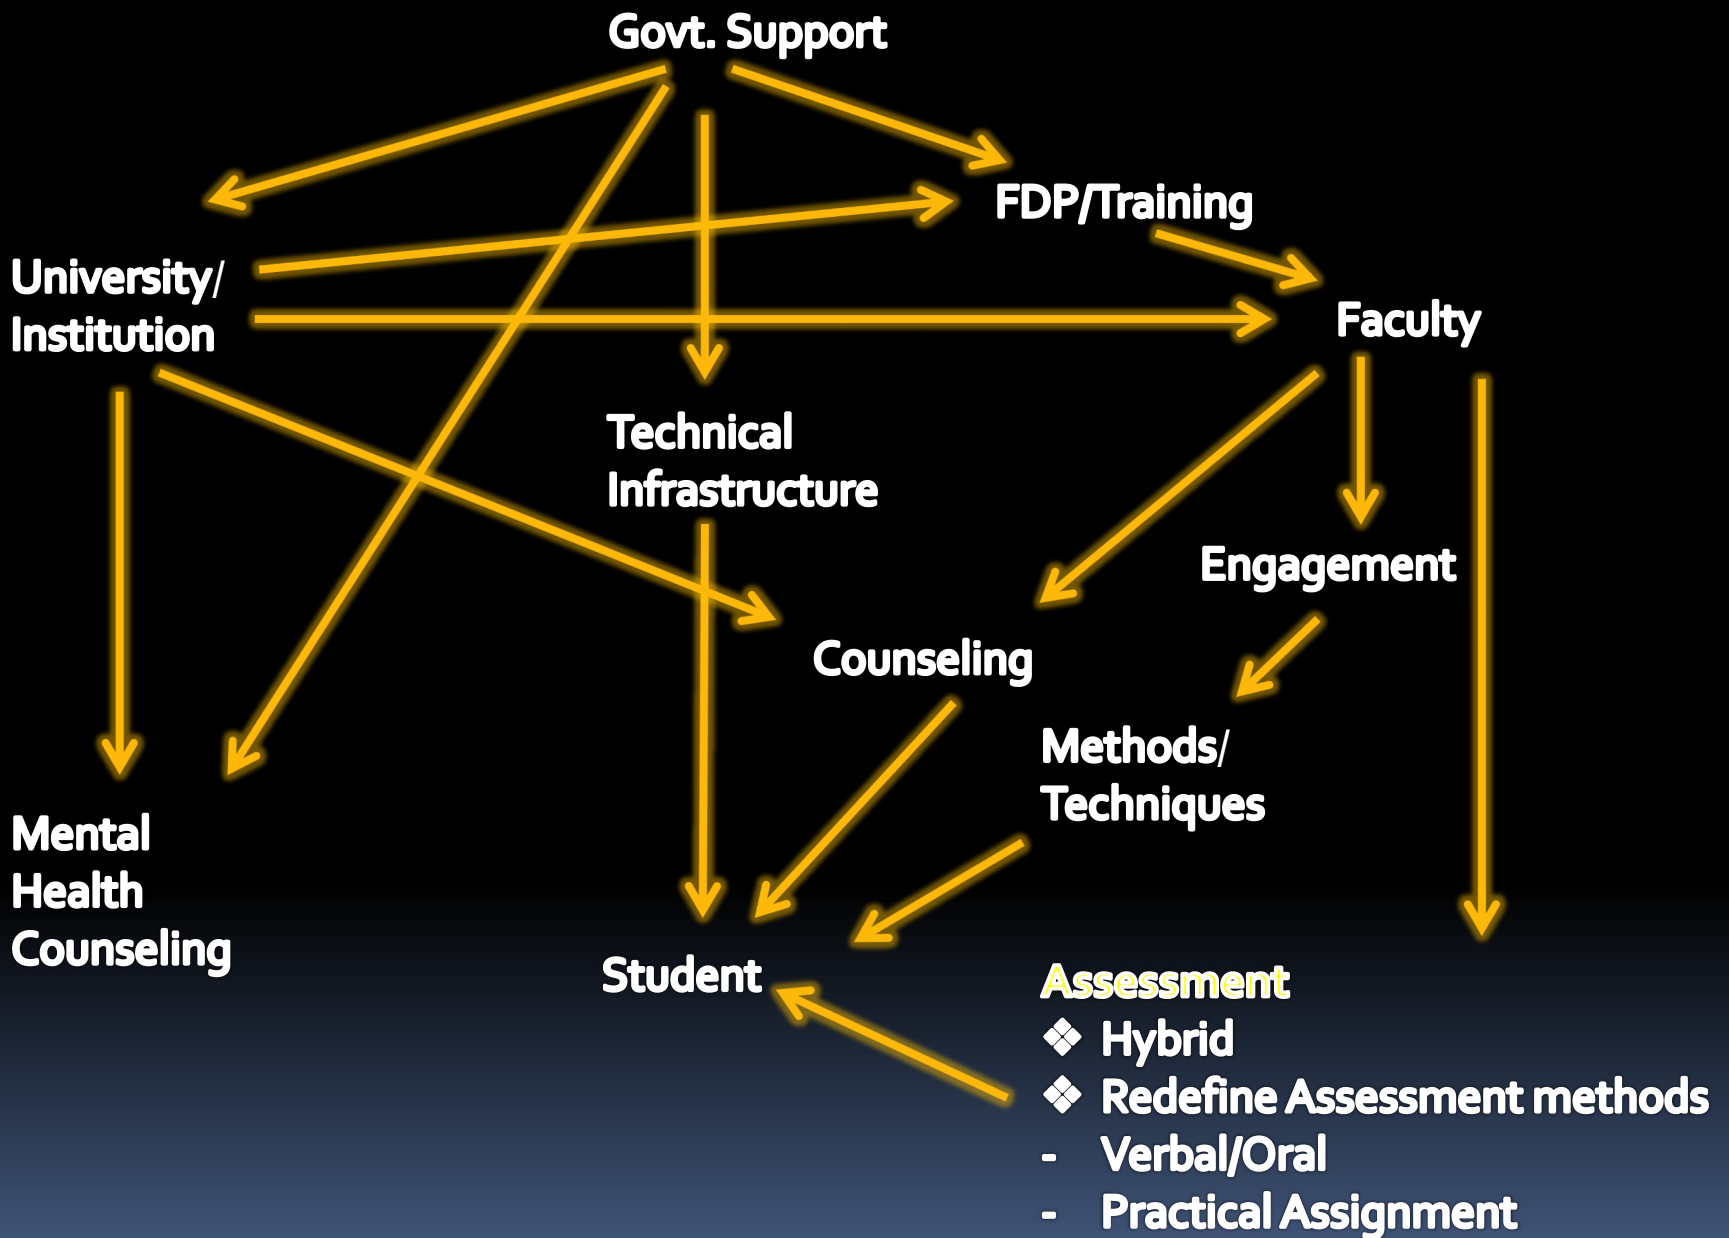 Govt. Support
FDP/Training
University/
Institution
Faculty
Technical
Infrastructure
Engagement
Counseling
Methods/
Techniques
Mental
Health
Counseling
Student
Assessment
❖ Hybrid
❖ Redefine Assessment methods
- Verbal/Oral
- Practical Assignment